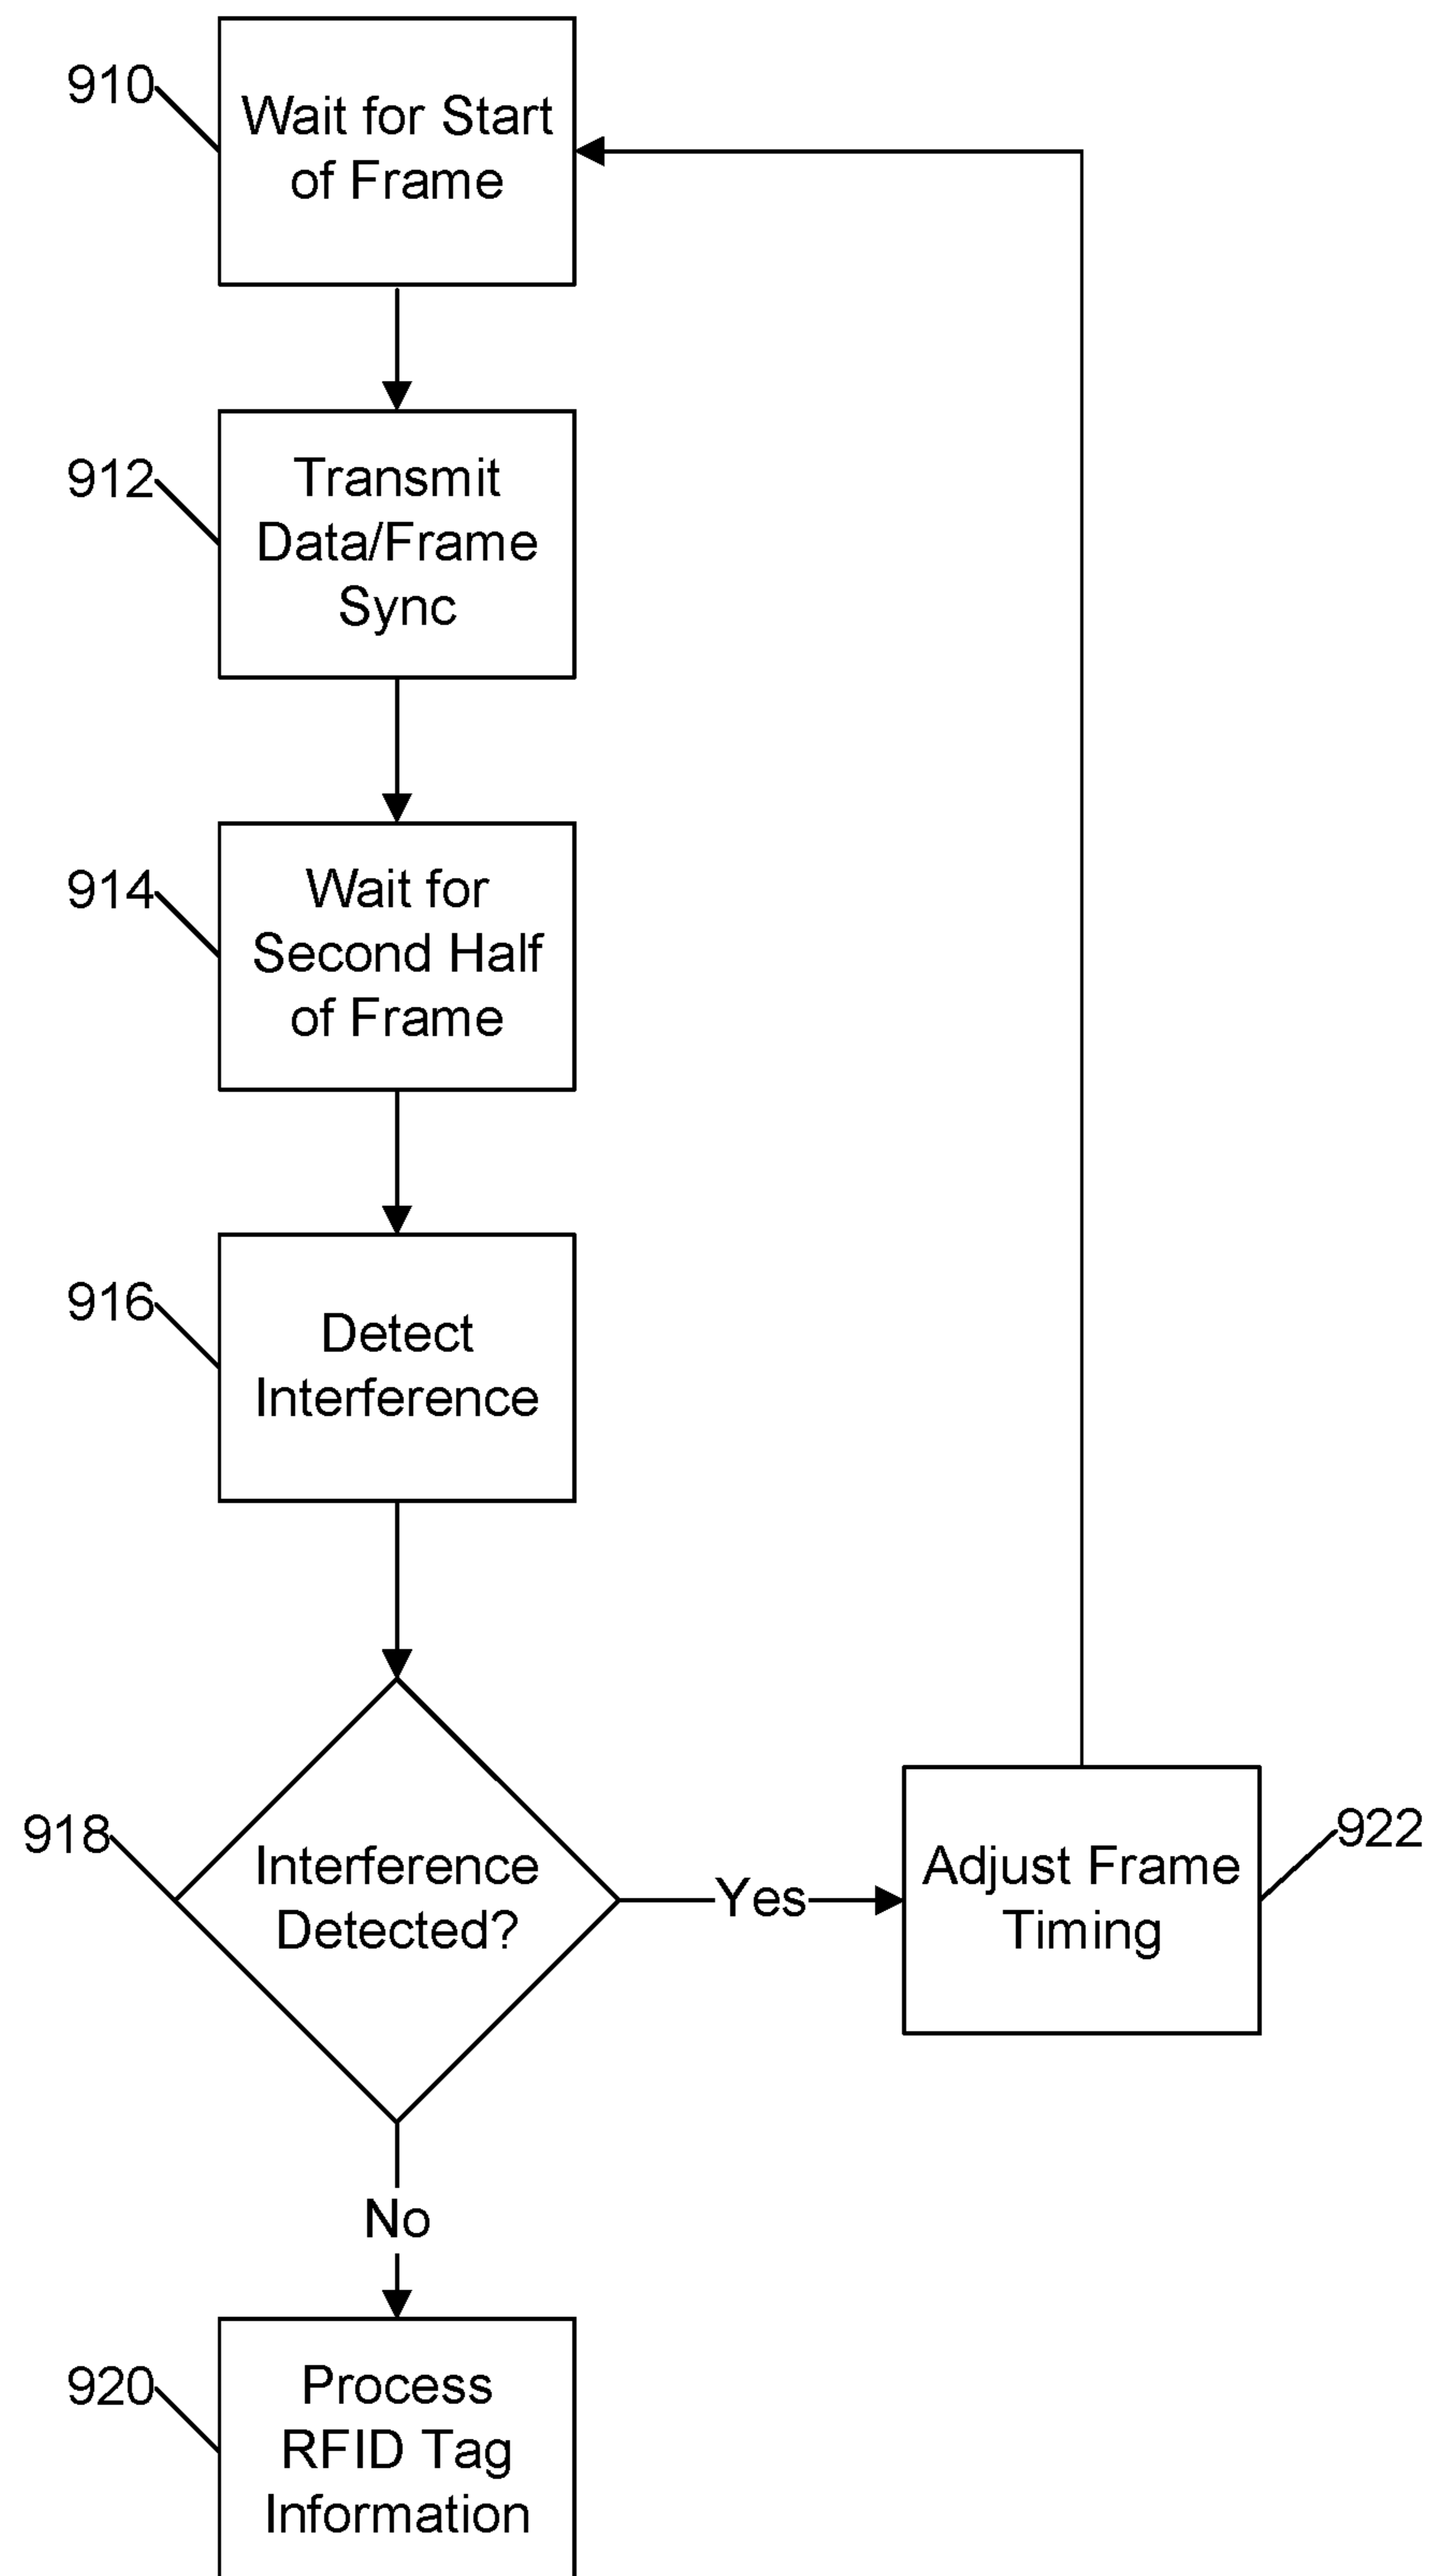 910
Wait for Start
of Frame
912
Transmit
Data/Frame
Sync
914
Wait for
Second Half
of Frame
916
Detect
Interference
918
Interference
Detected?
Yes
Adjust Frame
Timing
922
No
920
Process
RFID Tag
Information